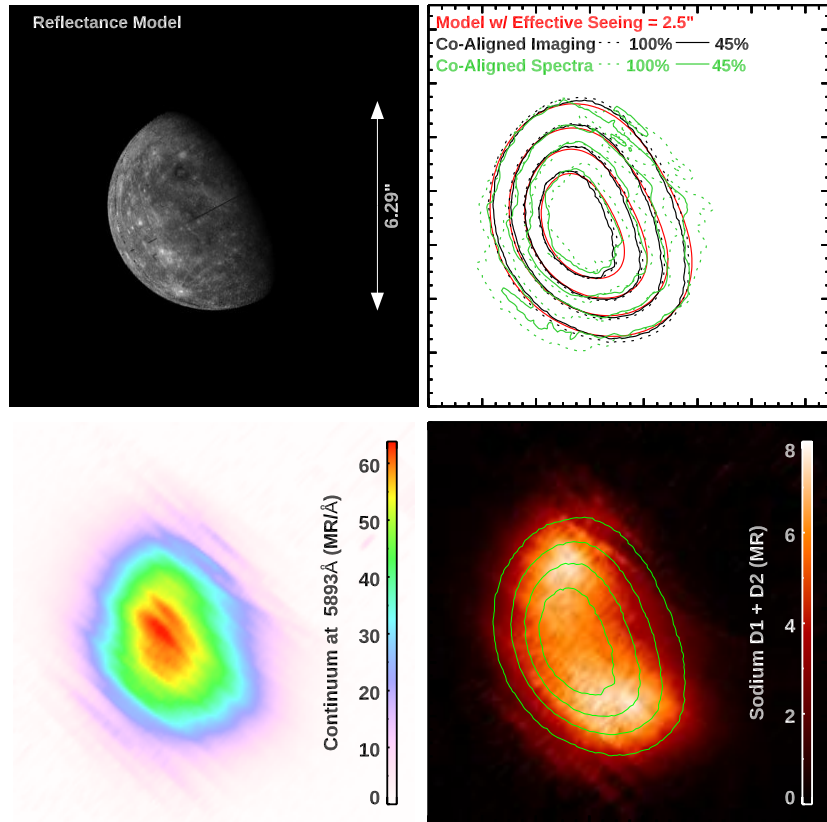 Reflectance Model
6.29"
Model w/ Effective Seeing = 2.5"
Co-Aligned Imaging 100% 45%
Co-Aligned Spectra 100% 45%
Continuum at 5893Å (MR/Å)
60
50
40
30
20
10
0
Sodium D1 + D2 (MR)
8
6
4
2
0